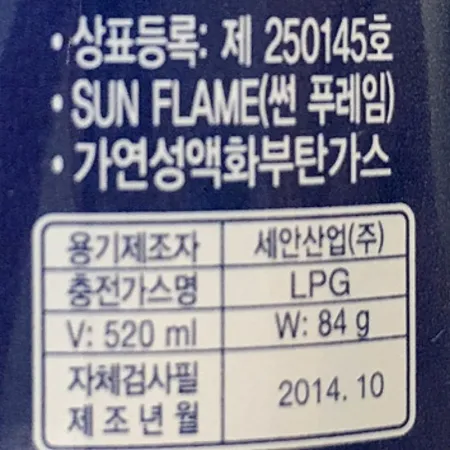 • 상표등록: 제 250145호
• SUN FLAME(썬 푸레임)
• 가연성액화부탄가스
용기제조자 세안산업(주)
충전가스명 LPG
V: 520 ml W: 84 g
자체검사필
제조년월 2014. 10